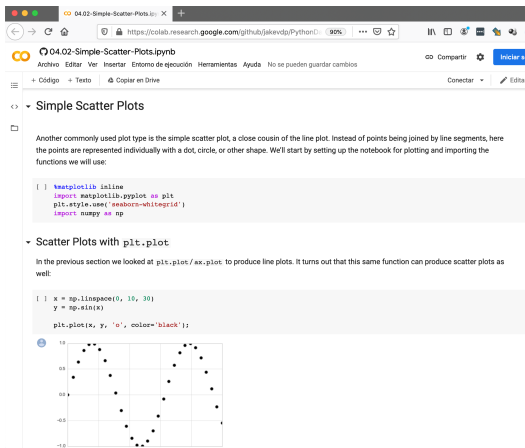 04.02-Simple-Scatter-Plots.ipy
https://colab.research.google.com/github/jakevdp/PythonDa
90%
04.02-Simple-Scatter-Plots.ipynb
Archivo Editar Ver Insertar Entorno de ejecución Herramientas Ayuda No se pueden guardar cambios
Compartir
Iniciar s
+ Código + Texto Copiar en Drive
Conectar
Edita
Simple Scatter Plots
Another commonly used plot type is the simple scatter plot, a close cousin of the line plot. Instead of points being joined by line segments, here
the points are represented individually with a dot, circle, or other shape. We'll start by setting up the notebook for plotting and importing the
functions we will use:
[ ] %matplotlib inline
import matplotlib.pyplot as plt
plt.style.use('seaborn-whitegrid')
import numpy as np
Scatter Plots with plt.plot
In the previous section we looked at plt.plot/ax.plot to produce line plots. It turns out that this same function can produce scatter plots as
well:
[ ] x = np.linspace(0, 10, 30)
y = np.sin(x)
plt.plot(x, y, 'o', color='black');
1.0
0.5
0.0
-0.5
-1.0